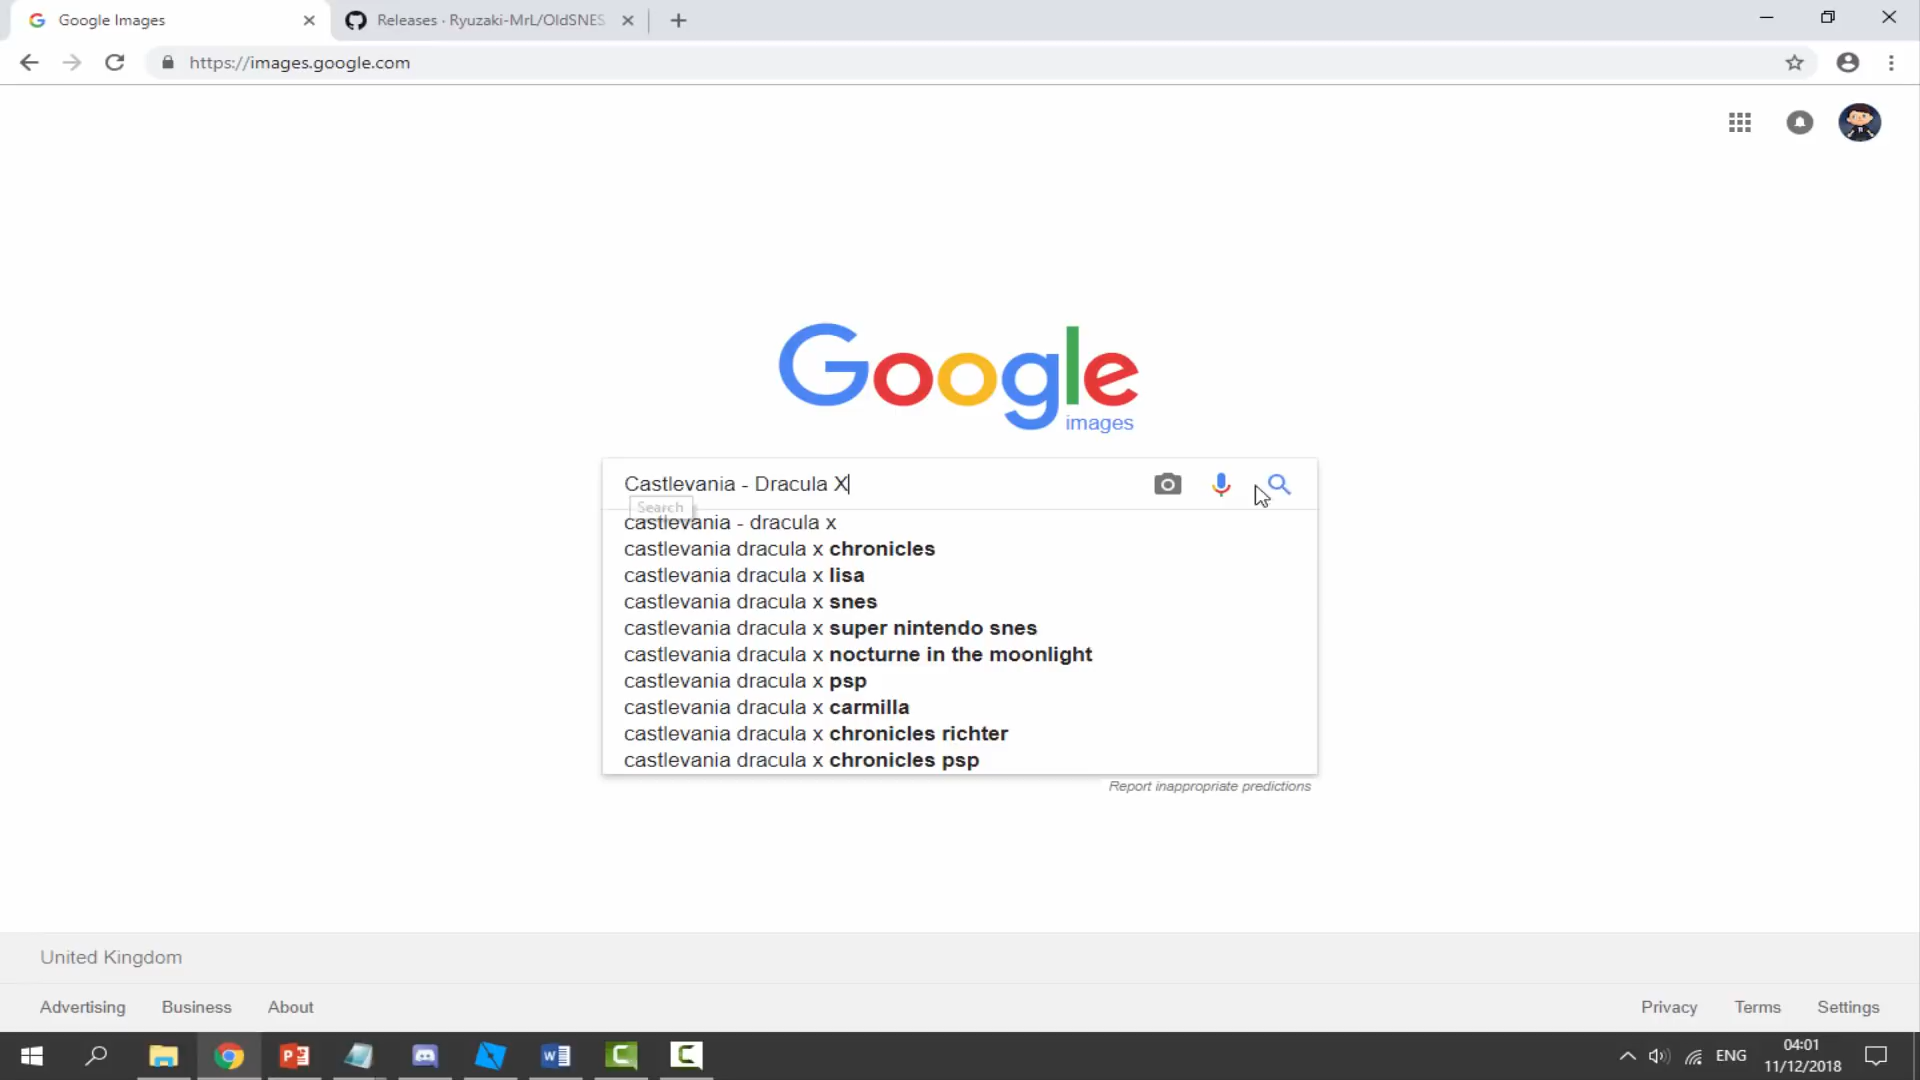 Google Images
Releases · Ryuzaki-MrL/OldSNES
https://images.google.com
Google
images
Castlevania - Dracula X
Search
castlevania - dracula x
castlevania dracula x chronicles
castlevania dracula x lisa
castlevania dracula x snes
castlevania dracula x super nintendo snes
castlevania dracula x nocturne in the moonlight
castlevania dracula x psp
castlevania dracula x carmilla
castlevania dracula x chronicles richter
castlevania dracula x chronicles psp
Report inappropriate predictions
United Kingdom
Advertising Business About Privacy Terms Settings
ENG
04:01
11/12/2018